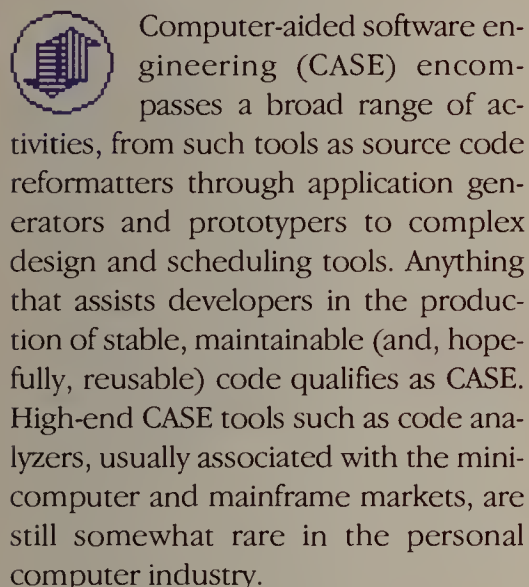 Computer-aided software en-
gineering (CASE) encom-
passes a broad range of ac-
tivities, from such tools as source code
reformatters through application gen-
erators and prototypers to complex
design and scheduling tools. Anything
that assists developers in the produc-
tion of stable, maintainable (and, hope-
fully, reusable) code qualifies as CASE.
High-end CASE tools such as code ana-
lyzers, usually associated with the mini-
computer and mainframe markets, are
still somewhat rare in the personal
computer industry.